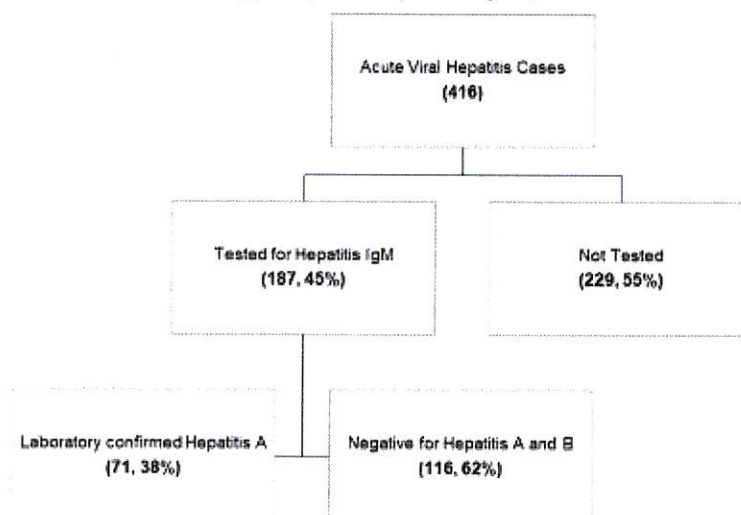 Acute Viral Hepatitis Cases
(416)
Tested for Hepatitis IgM
(187, 45%)
Not Tested
(229, 55%)
Laboratory confirmed Hepatitis A
(71, 38%)
Negative for Hepatitis A and B
(116, 62%)